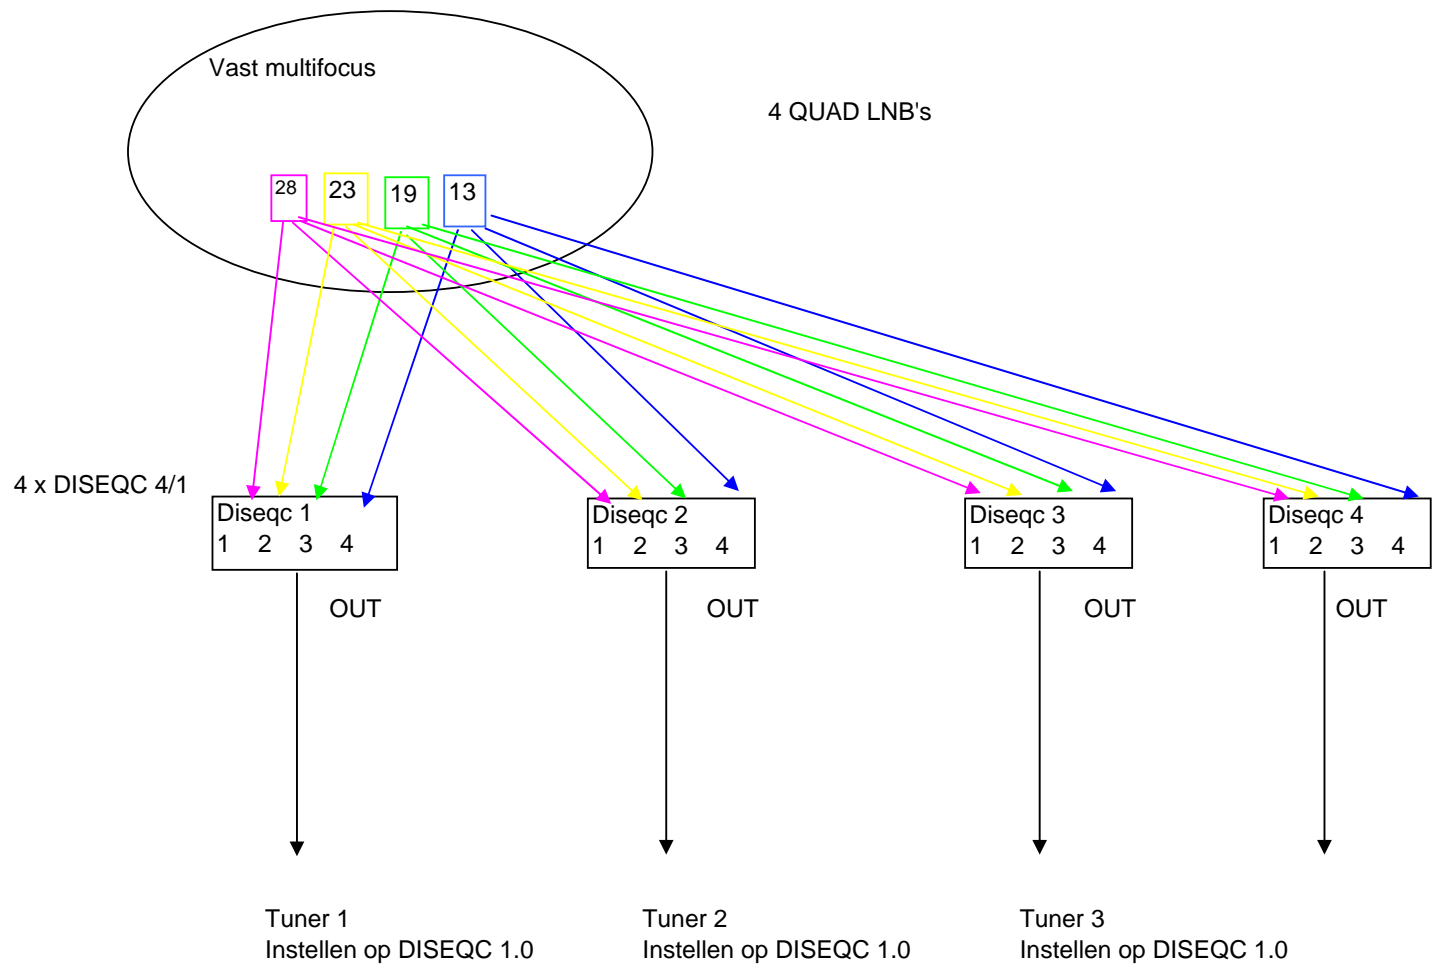 Vast multifocus
4 QUAD LNB's
28 23 19 13
4 x DISEQC 4/1
Diseqc 1
1 2 3 4
Diseqc 2
1 2 3 4
Diseqc 3
1 2 3 4
Diseqc 4
1 2 3 4
OUT OUT OUT OUT
Tuner 1
Instellen op DISEQC 1.0
Tuner 2
Instellen op DISEQC 1.0
Tuner 3
Instellen op DISEQC 1.0